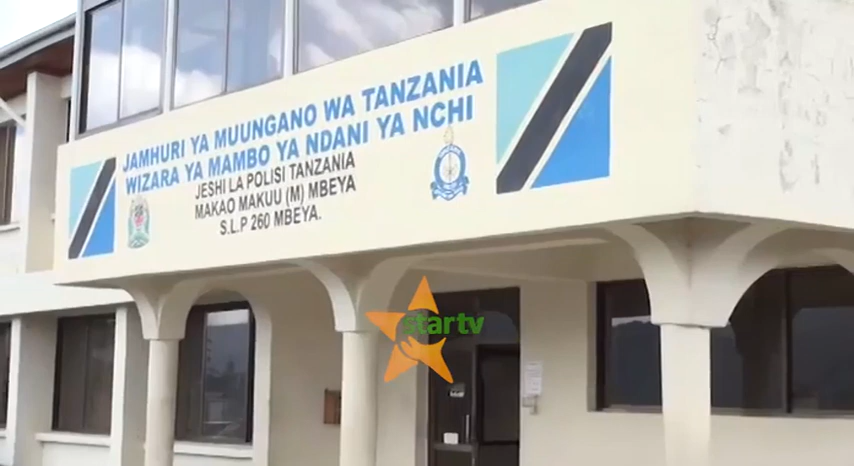 JAMHURI YA MUUNGANO WA TANZANIA
WIZARA YA MAMBO YA NDANI YA NCHI
JESHI LA POLISI TANZANIA
MAKAO MAKUU (M) MBEYA
S.L.P 260 MBEYA.
startv